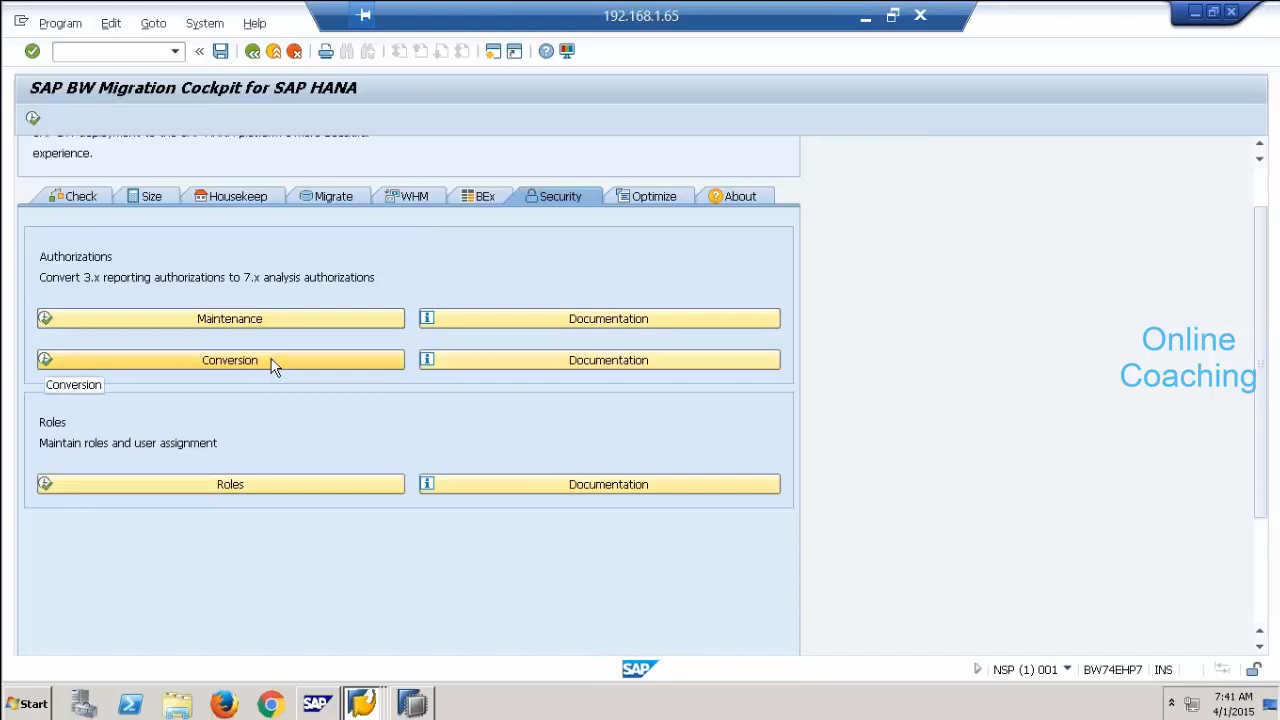 Program Edit Goto System Help
192.168.1.65
SAP BW Migration Cockpit for SAP HANA
experience.
Check Size Housekeep Migrate WHM BEx Security Optimize About
Authorizations
Convert 3.x reporting authorizations to 7.x analysis authorizations
Maintenance Documentation
Conversion Documentation
Conversion
Roles
Maintain roles and user assignment
Roles Documentation
Online
Coaching
SAP
NSP (1) 001 BW74EHP7 INS
Start SAP 7:41 AM
4/1/2015